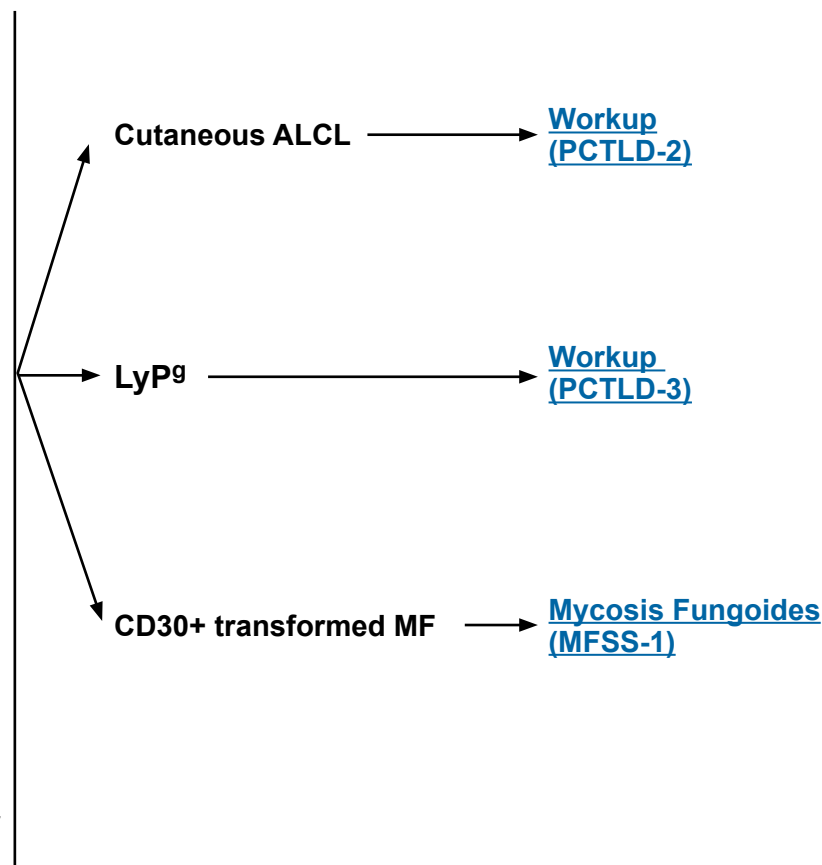 Cutaneous ALCL
Workup
(PCTLD-2)
LyPg
Workup
(PCTLD-3)
CD30+ transformed MF
Mycosis Fungoides
(MFSS-1)